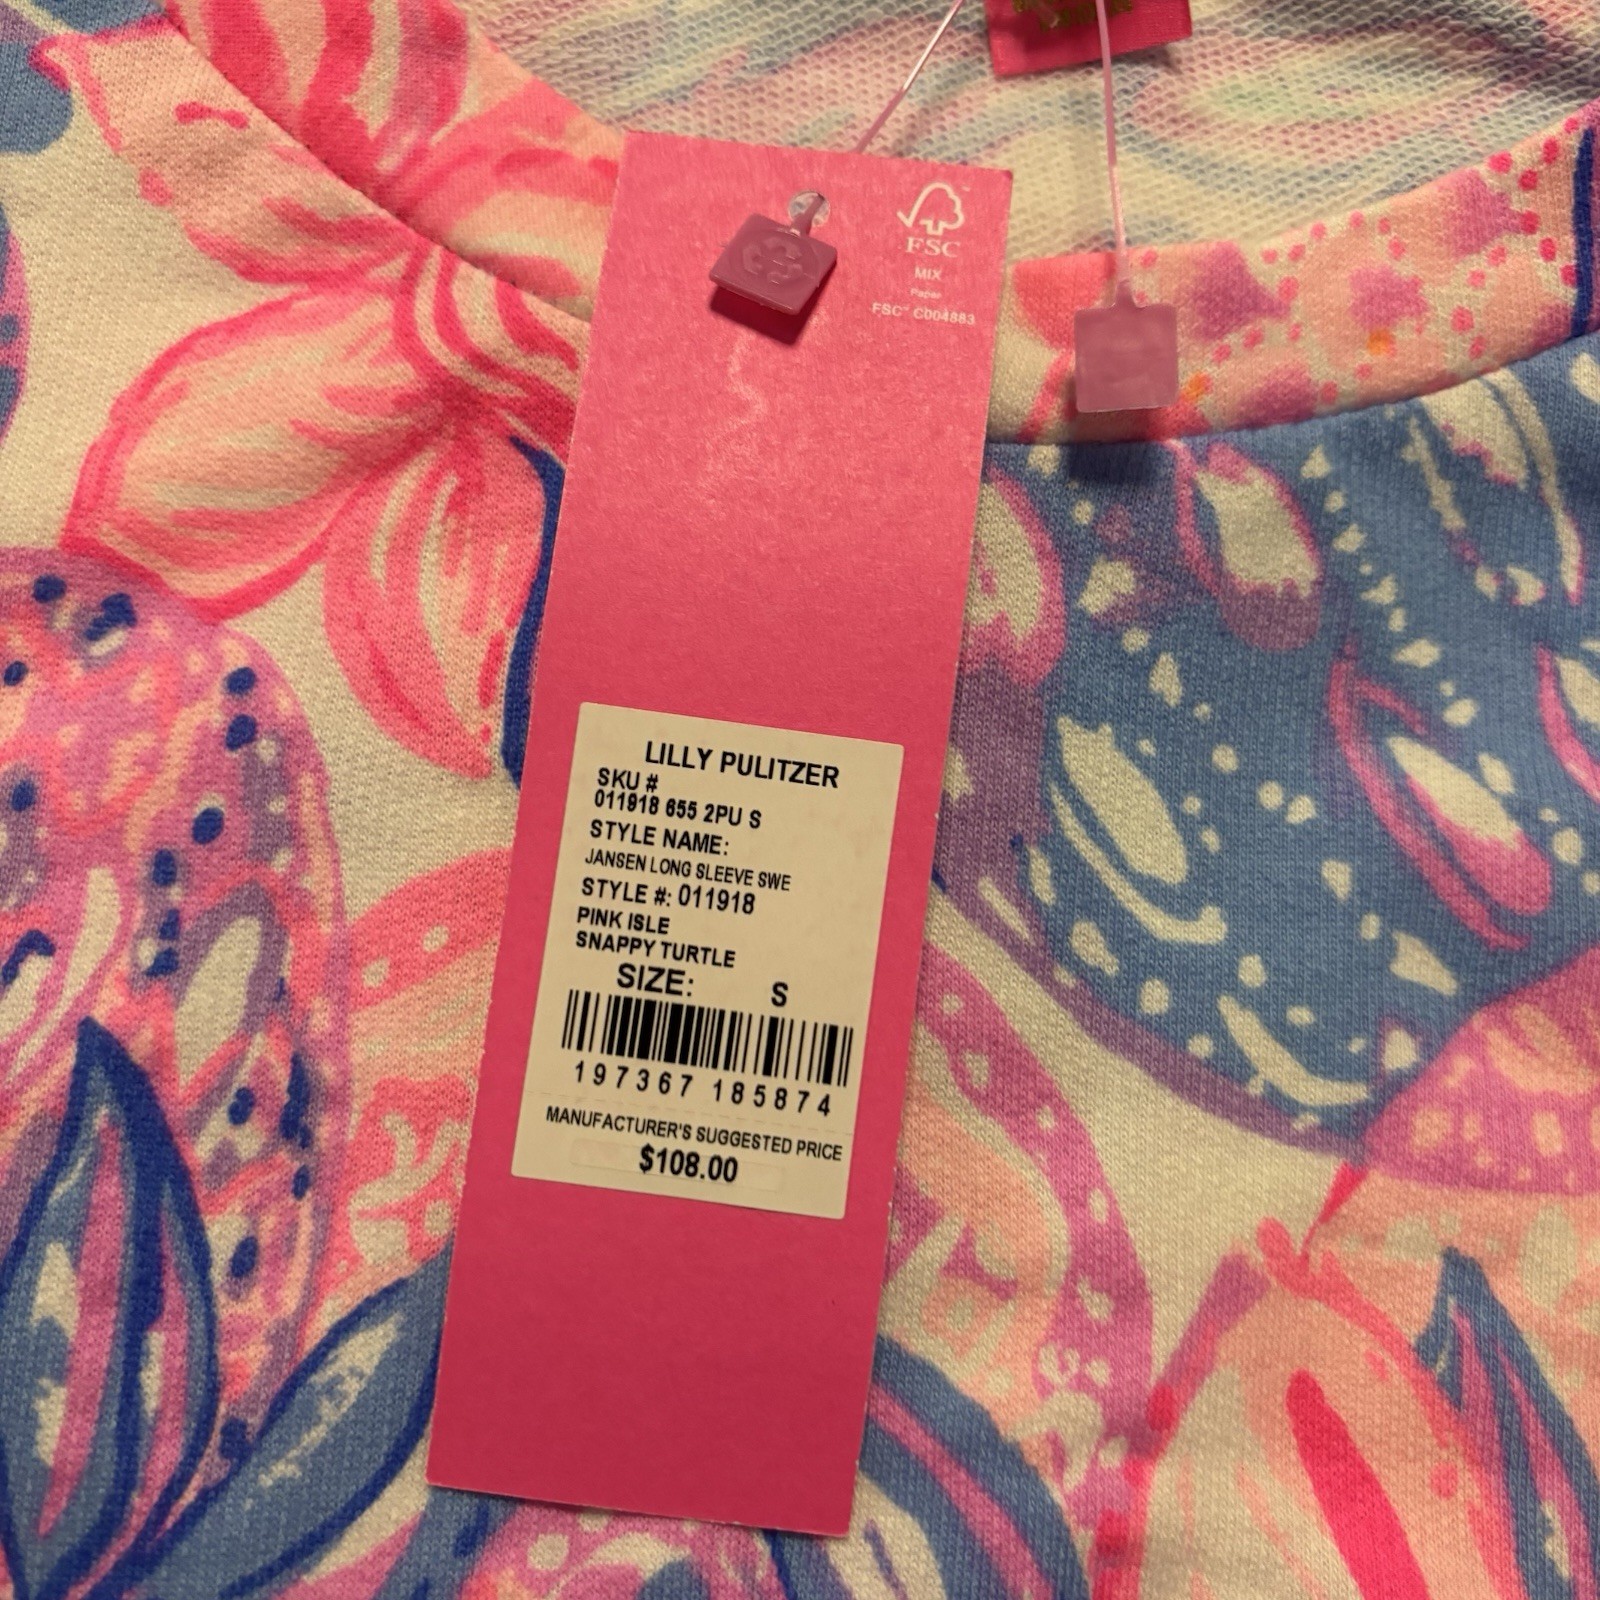 FSC
MIX
Paper
FSC™ C004883
LILLY PULITZER
SKU #
011918 655 2PU S
STYLE NAME:
JANSEN LONG SLEEVE SWE
STYLE #: 011918
PINK ISLE
SNAPPY TURTLE
SIZE: S
197367 185874
MANUFACTURER'S SUGGESTED PRICE
$108.00